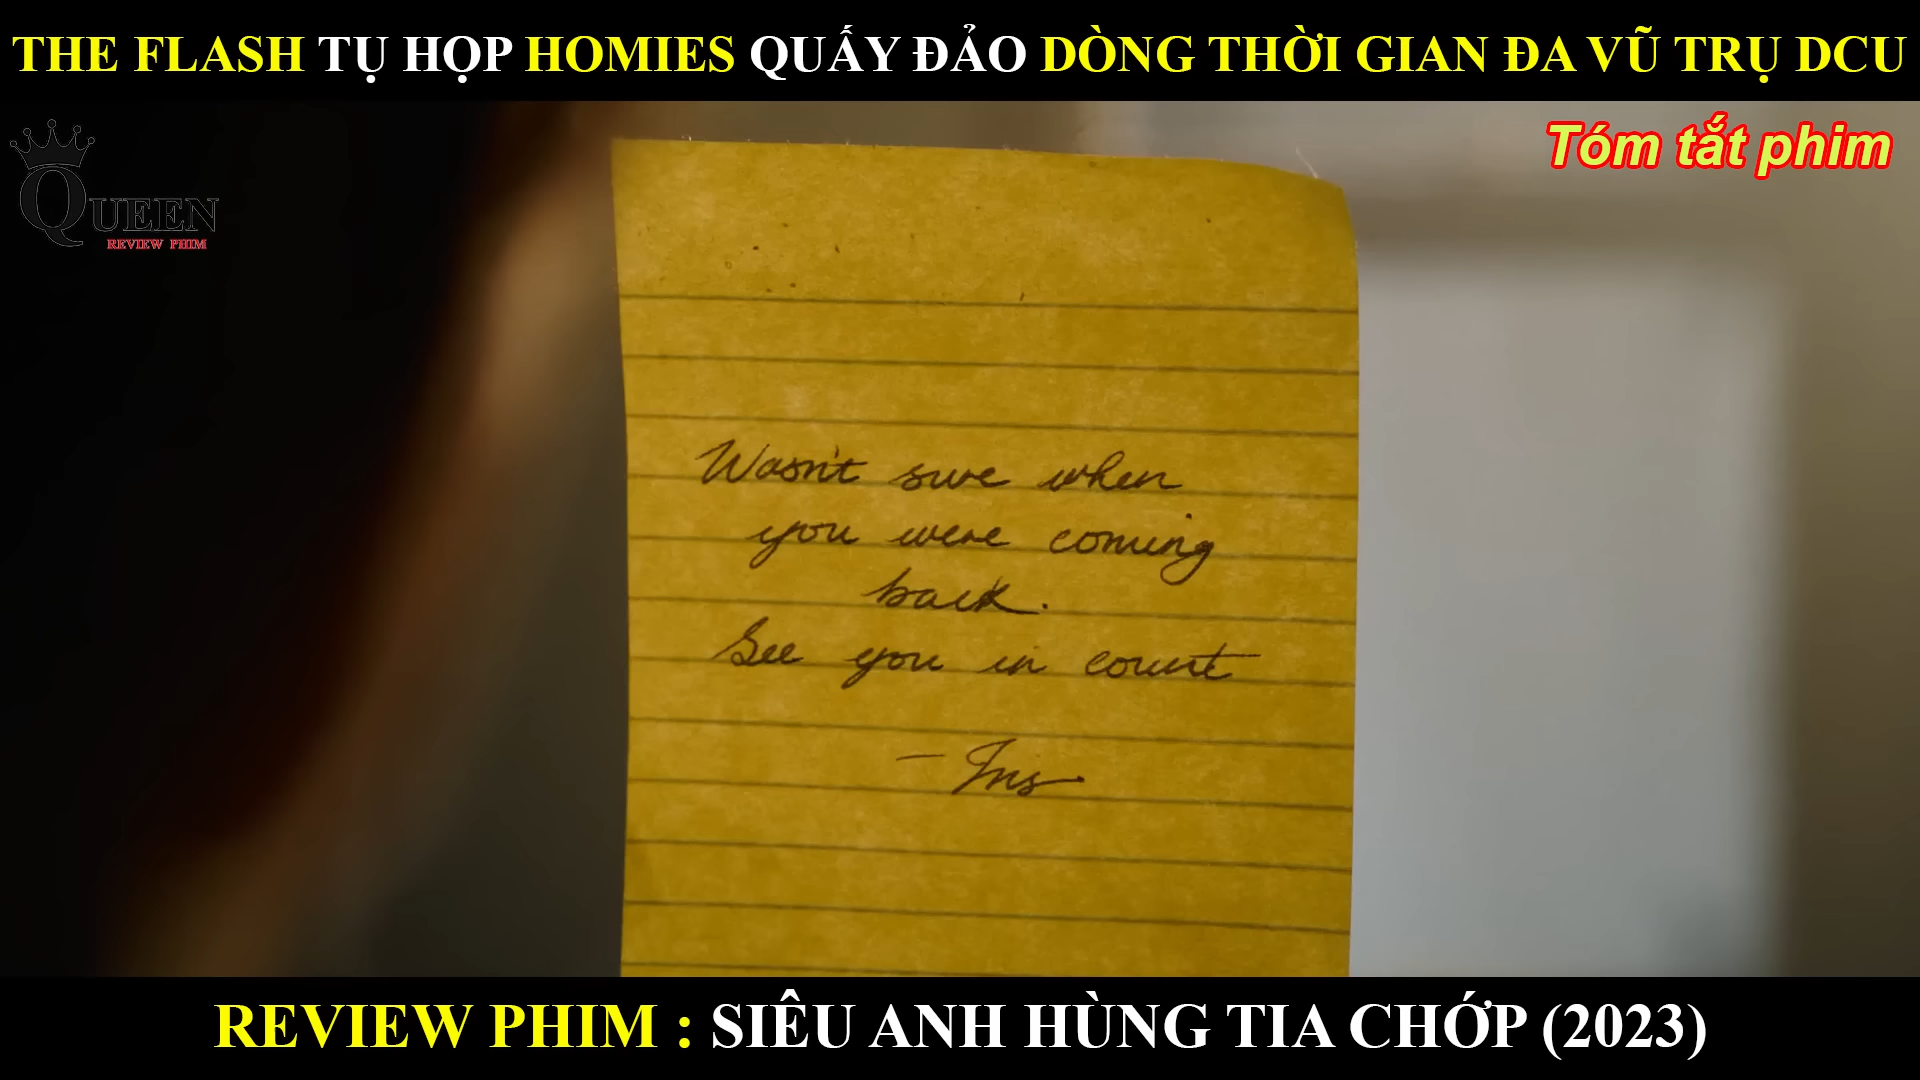 THE FLASH TỤ HỌP HOMIES QUẤY ĐẢO DÒNG THỜI GIAN ĐA VŨ TRỤ DCU
Tóm tắt phim
QUEEN
REVIEW PHIM
Wasn't sure when
you were coming
back.
See you in court
- Iris
REVIEW PHIM : SIÊU ANH HÙNG TIA CHỚP (2023)